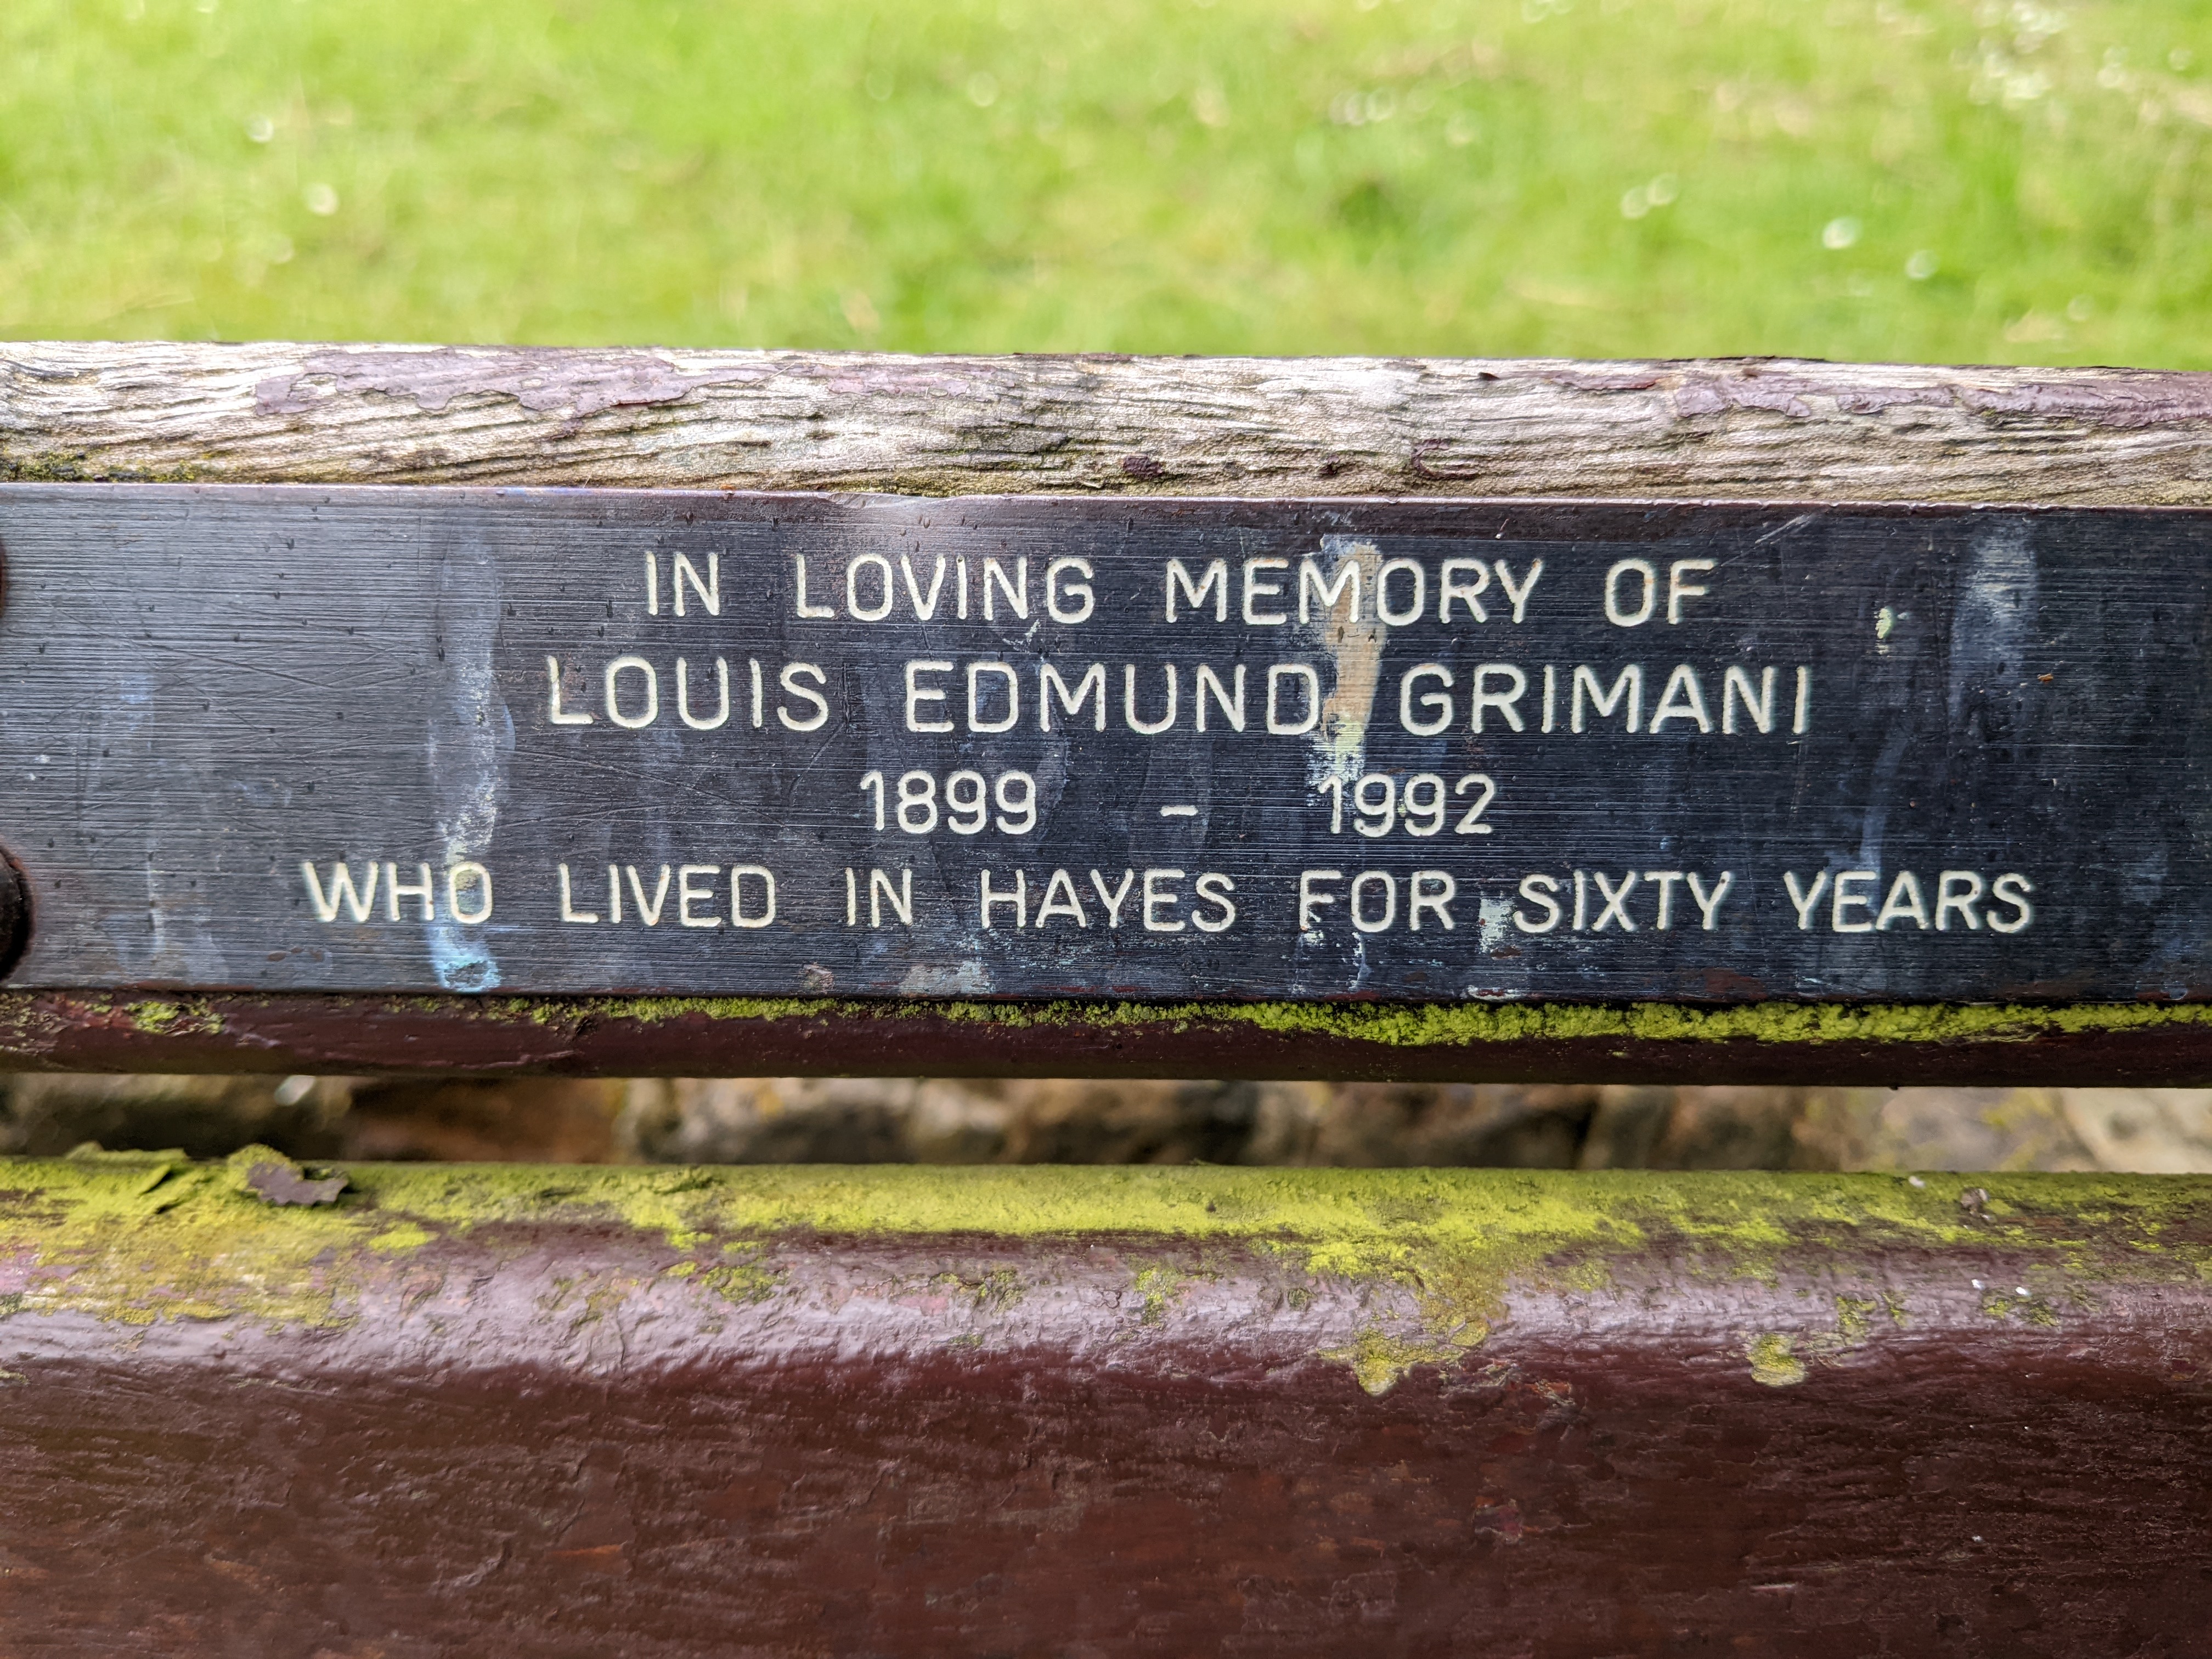 IN LOVING MEMORY OF
LOUIS EDMUND GRIMANI
1899 - 1992
WHO LIVED IN HAYES FOR SIXTY YEARS